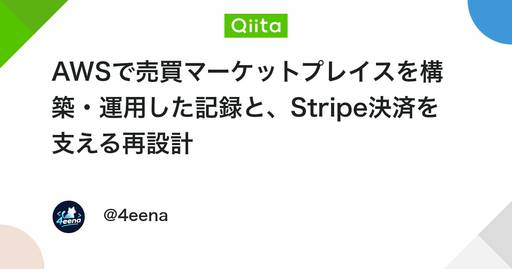 Qiita
AWSで売買マーケットプレイスを構
築・運用した記録と、Stripe決済を
支える再設計
4eena
@4eena